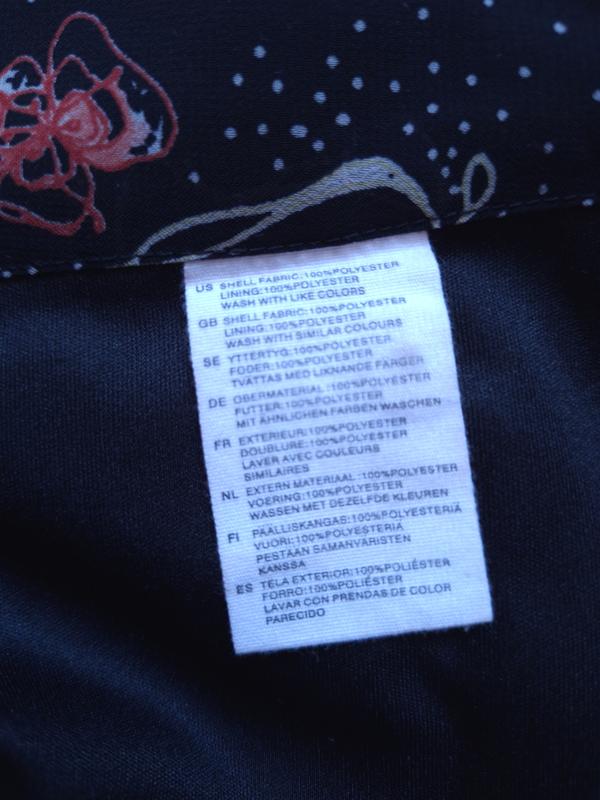 US SHELL FABRIC:100%POLYESTER
LINING:100%POLYESTER
WASH WITH LIKE COLORS
GB SHELL FABRIC:100%POLYESTER
LINING:100%POLYESTER
WASH WITH SIMILAR COLOURS
SE YTTERTYG:100%POLYESTER
FODER:100%POLYESTER
TVÄTTAS MED LIKNANDE FÄRGER
DE OBERMATERIAL:100%POLYESTER
FUTTER:100%POLYESTER
MIT ÄHNLICHEN FARBEN WASCHEN
FR EXTERIEUR:100%POLYESTER
DOUBLURE:100%POLYESTER
LAVER AVEC COULEURS
SIMILAIRES
NL EXTERN MATERIAAL:100%POLYESTER
VOERING:100%POLYESTER
WASSEN MET DEZELFDE KLEUREN
FI PÄÄLLISKANGAS:100%POLYESTERIÄ
VUORI:100%POLYESTERIÄ
PESTÄÄN SAMANVÄRISTEN
KANSSA
ES TELA EXTERIOR:100%POLIÉSTER
FORRO:100%POLIÉSTER
LAVAR CON PRENDAS DE COLOR
PARECIDO